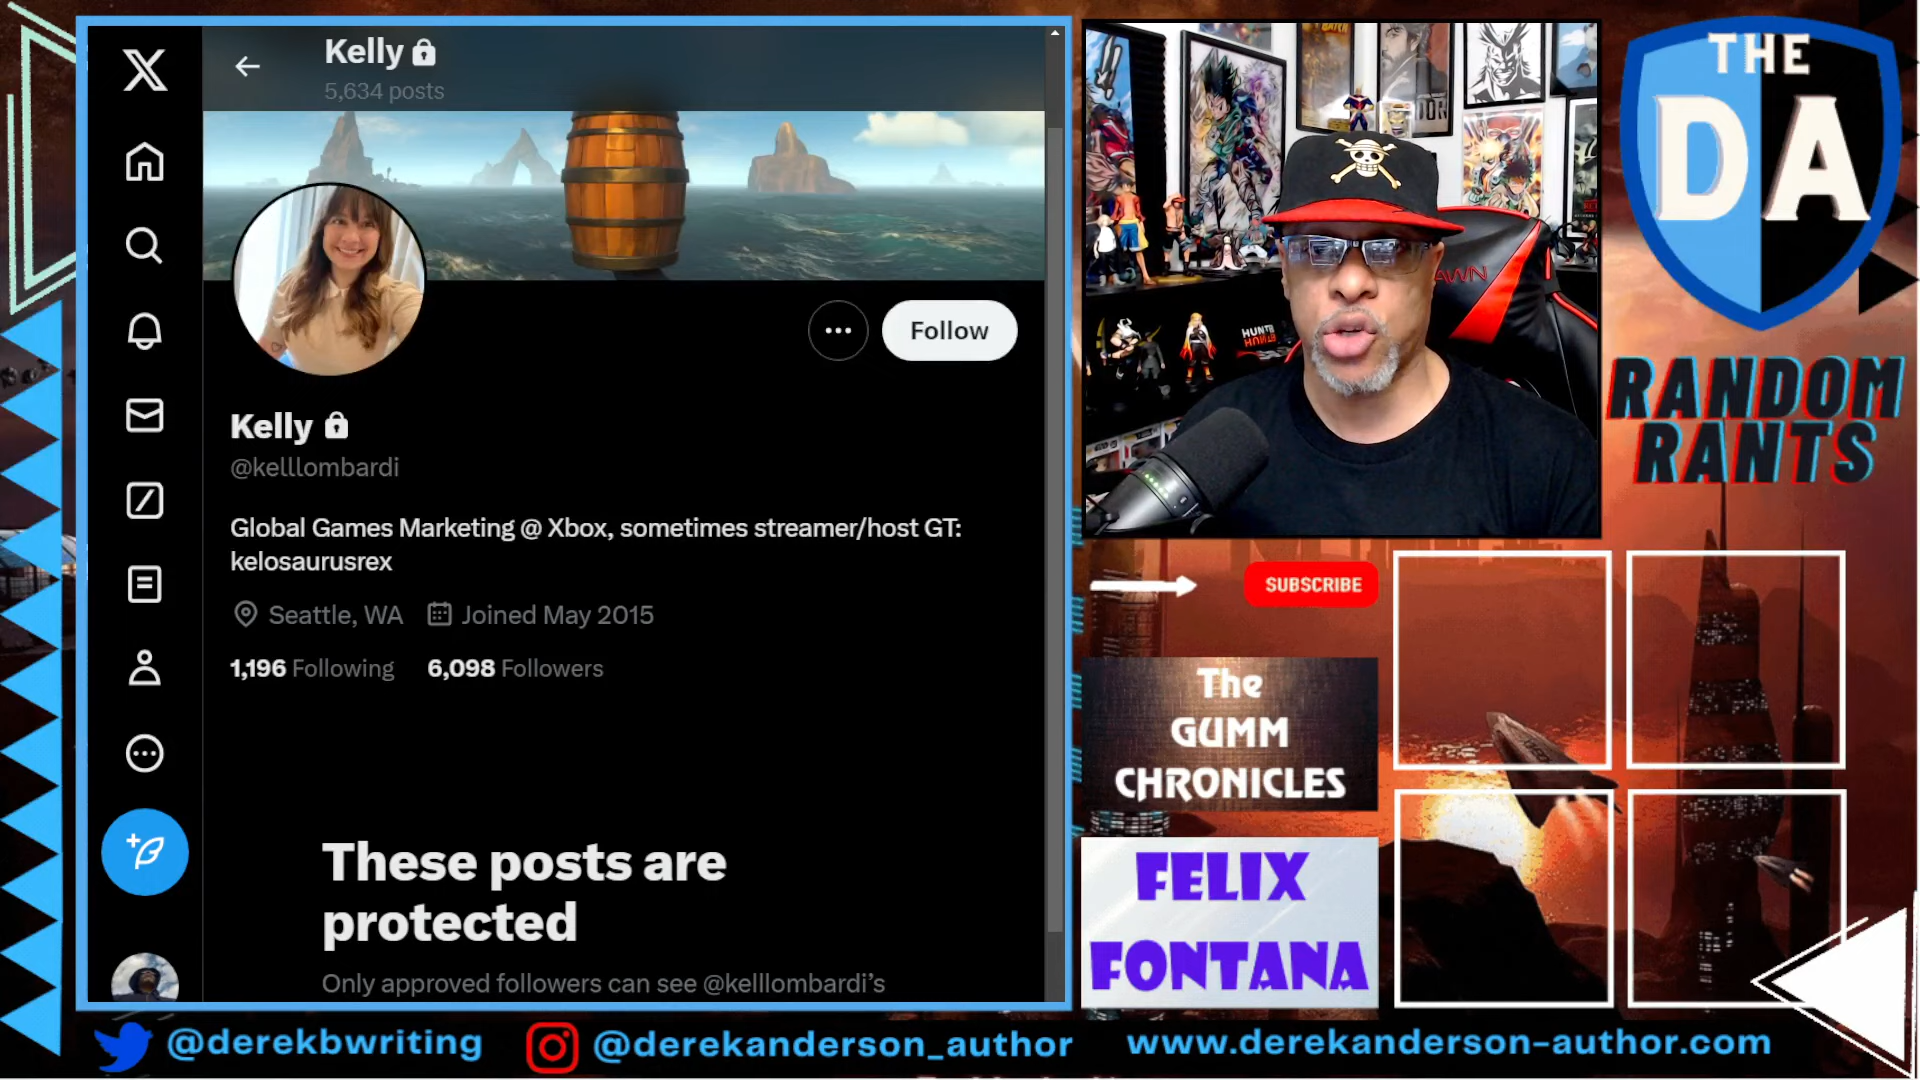 Kelly
5,634 posts
Follow
Kelly
@kelllombardi
Global Games Marketing @ Xbox, sometimes streamer/host GT:
kelosaurusrex
Seattle, WA Joined May 2015
1,196 Following 6,098 Followers
These posts are
protected
Only approved followers can see @kelllombardi's
THE
DA
RANDOM
RANTS
SUBSCRIBE
The
GUMM
CHRONICLES
FELIX
FONTANA
@derekbwriting @derekanderson_author www.derekanderson-author.com